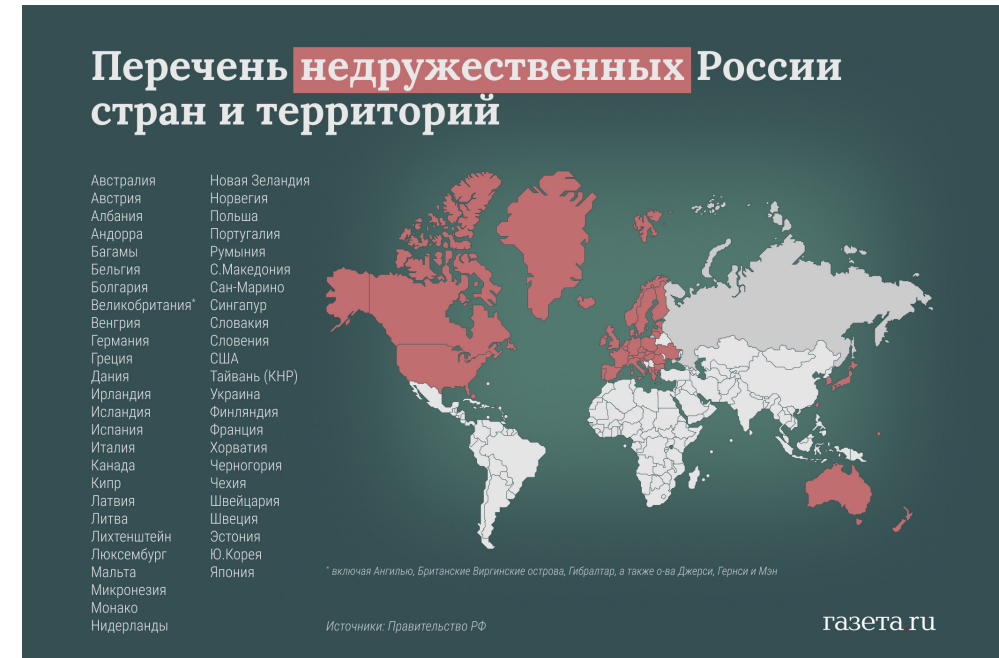 Перечень недружественных России
стран и территорий
Австралия
Австрия
Албания
Андорра
Багамы
Бельгия
Болгария
Великобритания*
Венгрия
Германия
Греция
Дания
Ирландия
Исландия
Испания
Италия
Канада
Кипр
Латвия
Литва
Лихтенштейн
Люксембург
Мальта
Микронезия
Монако
Нидерланды
Новая Зеландия
Норвегия
Польша
Португалия
Румыния
С.Македония
Сан-Марино
Сингапур
Словакия
Словения
США
Тайвань (КНР)
Украина
Финляндия
Франция
Хорватия
Черногория
Чехия
Швейцария
Швеция
Эстония
Ю.Корея
Япония
* включая Ангилью, Британские Виргинские острова, Гибралтар, а также о-ва Джерси, Гернси и Мэн
Источники: Правительство РФ
газета.ru